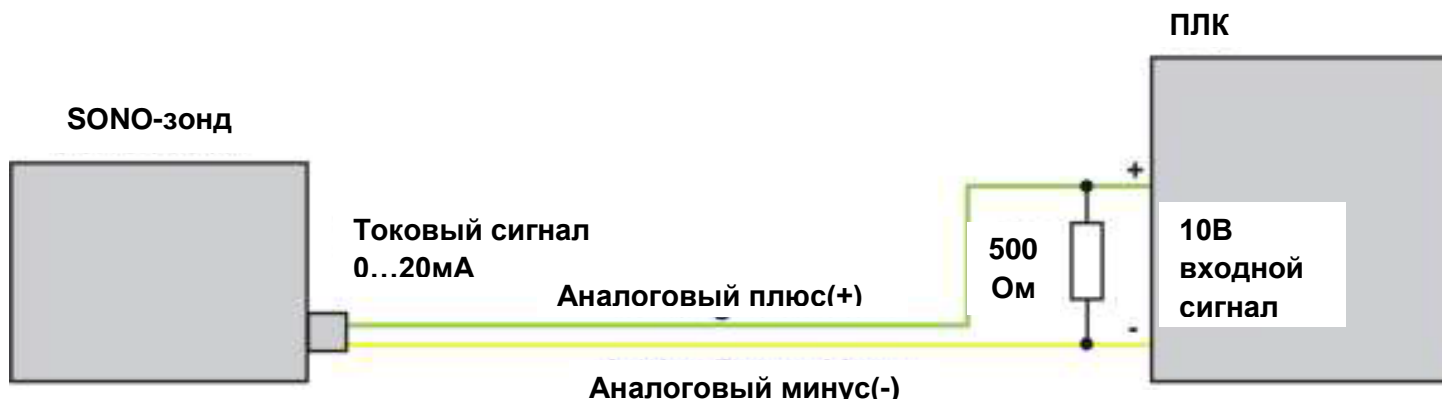 ПЛК
SONO-зонд
Токовый сигнал
0…20мА
Аналоговый плюс(+)
Аналоговый минус(-)
500
Ом
+
-
10В
входной
сигнал